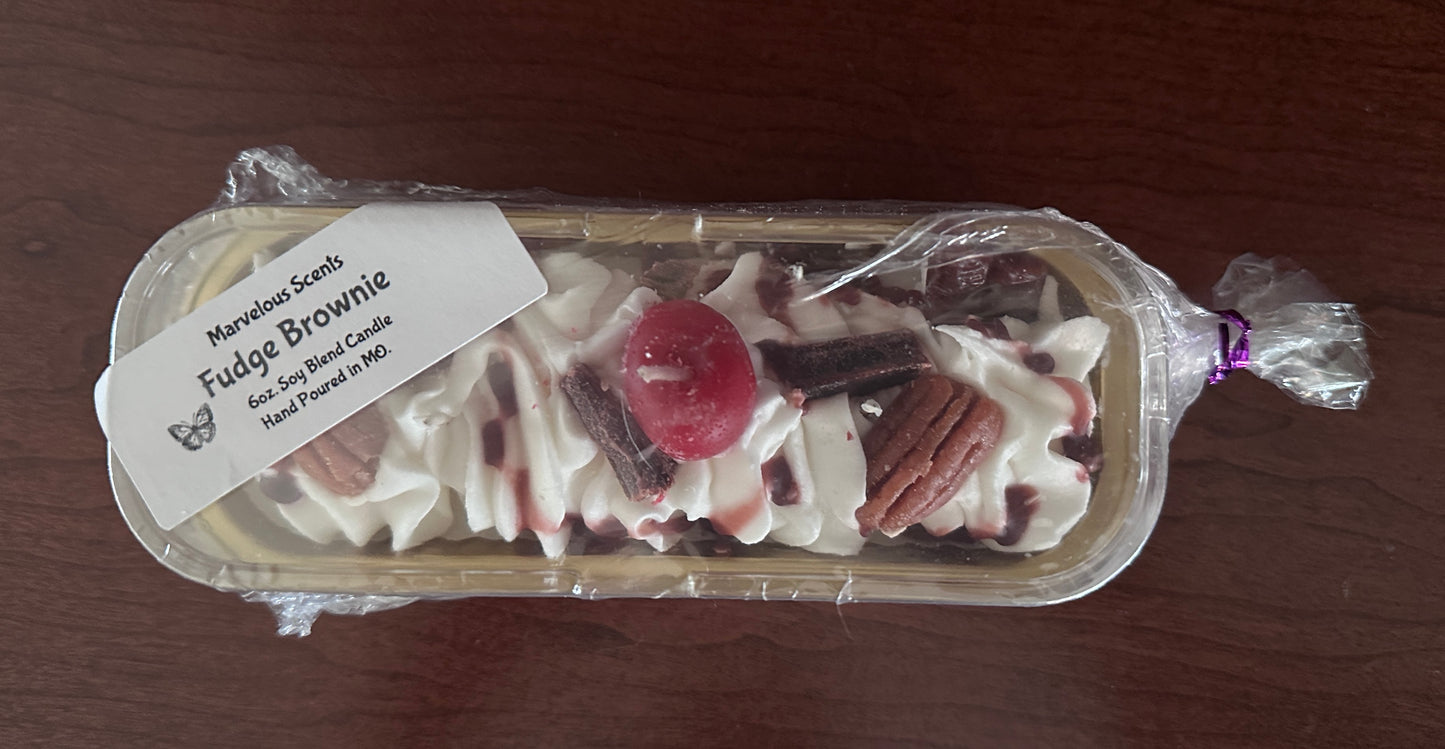 Marvelous Scents
Fudge Brownie
6oz. Soy Blend Candle
Hand Poured in MO.